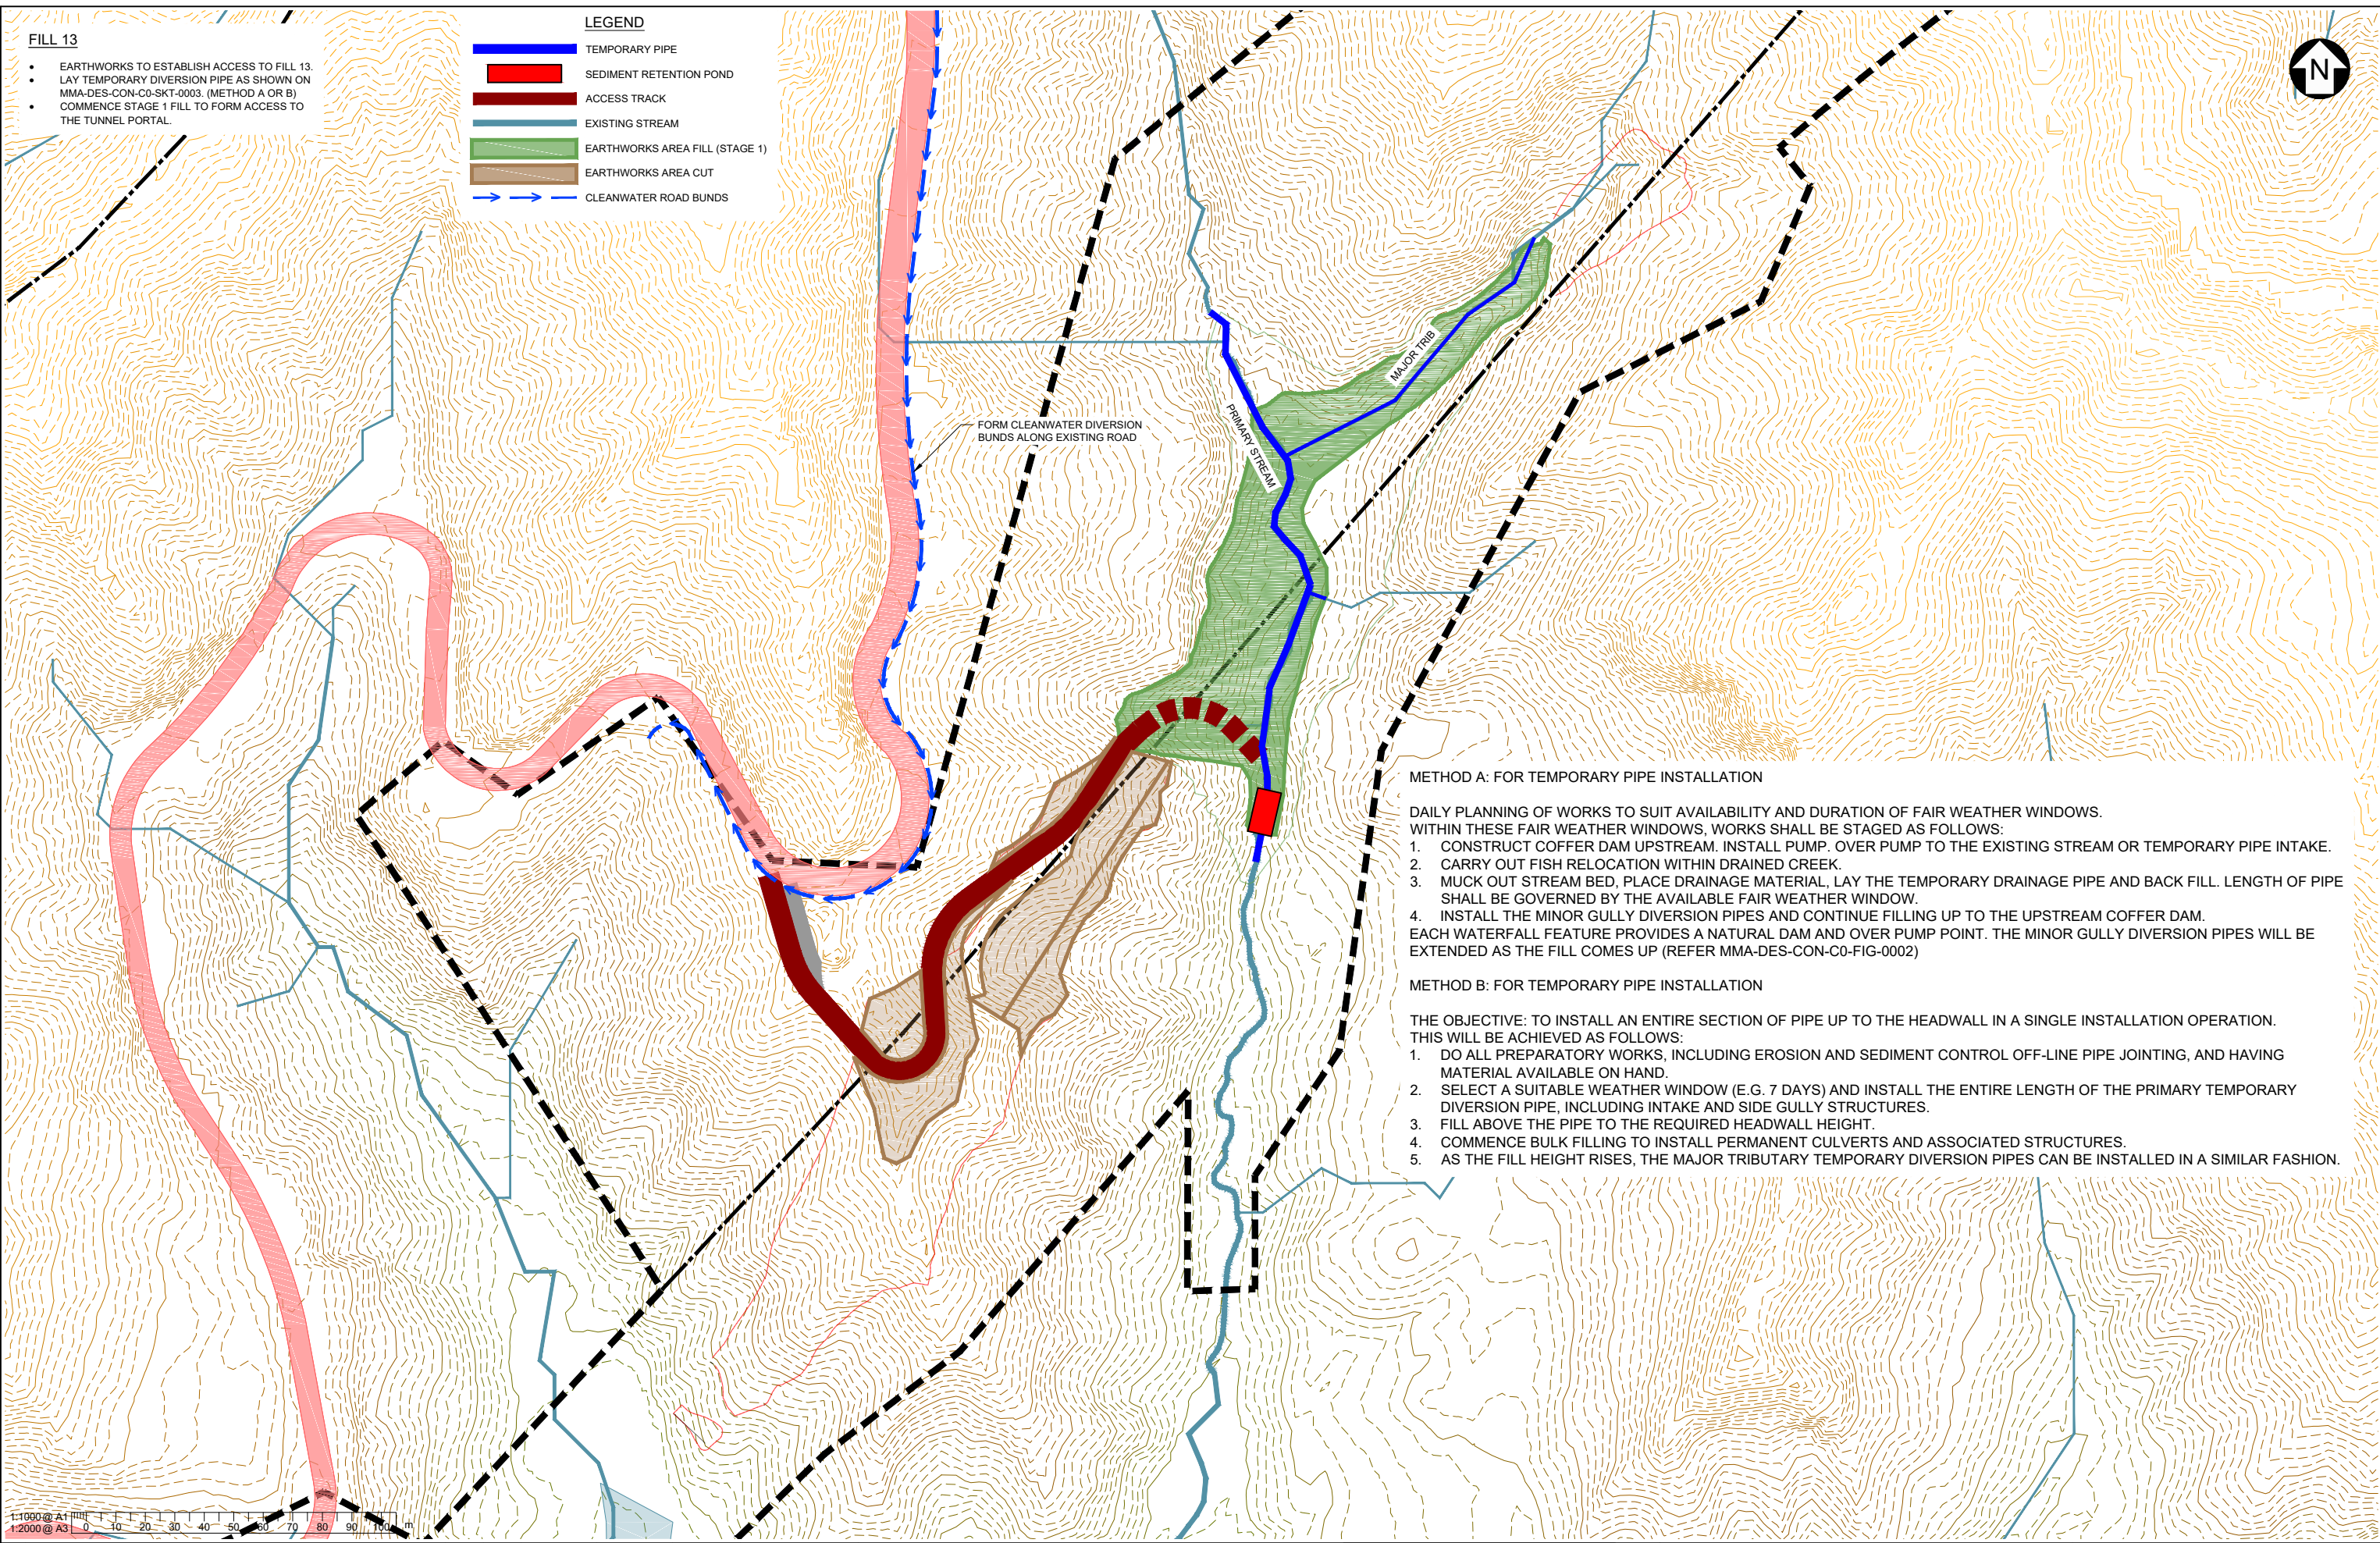 FILL 13
• EARTHWORKS TO ESTABLISH ACCESS TO FILL 13.
• LAY TEMPORARY DIVERSION PIPE AS SHOWN ON
MMA-DES-CON-C0-SKT-0003. (METHOD A OR B)
• COMMENCE STAGE 1 FILL TO FORM ACCESS TO
THE TUNNEL PORTAL.
LEGEND
TEMPORARY PIPE
SEDIMENT RETENTION POND
ACCESS TRACK
EXISTING STREAM
EARTHWORKS AREA FILL (STAGE 1)
EARTHWORKS AREA CUT
CLEANWATER ROAD BUNDS
N
MAJOR TRIB
PRIMARY STREAM
FORM CLEANWATER DIVERSION
BUNDS ALONG EXISTING ROAD
METHOD A: FOR TEMPORARY PIPE INSTALLATION
DAILY PLANNING OF WORKS TO SUIT AVAILABILITY AND DURATION OF FAIR WEATHER WINDOWS.
WITHIN THESE FAIR WEATHER WINDOWS, WORKS SHALL BE STAGED AS FOLLOWS:
1. CONSTRUCT COFFER DAM UPSTREAM. INSTALL PUMP. OVER PUMP TO THE EXISTING STREAM OR TEMPORARY PIPE INTAKE.
2. CARRY OUT FISH RELOCATION WITHIN DRAINED CREEK.
3. MUCK OUT STREAM BED, PLACE DRAINAGE MATERIAL, LAY THE TEMPORARY DRAINAGE PIPE AND BACK FILL. LENGTH OF PIPE
SHALL BE GOVERNED BY THE AVAILABLE FAIR WEATHER WINDOW.
4. INSTALL THE MINOR GULLY DIVERSION PIPES AND CONTINUE FILLING UP TO THE UPSTREAM COFFER DAM.
EACH WATERFALL FEATURE PROVIDES A NATURAL DAM AND OVER PUMP POINT. THE MINOR GULLY DIVERSION PIPES WILL BE
EXTENDED AS THE FILL COMES UP (REFER MMA-DES-CON-C0-FIG-0002)
METHOD B: FOR TEMPORARY PIPE INSTALLATION
THE OBJECTIVE: TO INSTALL AN ENTIRE SECTION OF PIPE UP TO THE HEADWALL IN A SINGLE INSTALLATION OPERATION.
THIS WILL BE ACHIEVED AS FOLLOWS:
1. DO ALL PREPARATORY WORKS, INCLUDING EROSION AND SEDIMENT CONTROL OFF-LINE PIPE JOINTING, AND HAVING
MATERIAL AVAILABLE ON HAND.
2. SELECT A SUITABLE WEATHER WINDOW (E.G. 7 DAYS) AND INSTALL THE ENTIRE LENGTH OF THE PRIMARY TEMPORARY
DIVERSION PIPE, INCLUDING INTAKE AND SIDE GULLY STRUCTURES.
3. FILL ABOVE THE PIPE TO THE REQUIRED HEADWALL HEIGHT.
4. COMMENCE BULK FILLING TO INSTALL PERMANENT CULVERTS AND ASSOCIATED STRUCTURES.
5. AS THE FILL HEIGHT RISES, THE MAJOR TRIBUTARY TEMPORARY DIVERSION PIPES CAN BE INSTALLED IN A SIMILAR FASHION.
1:1000 @ A1
1:2000 @ A3 0 10 20 30 40 50 60 70 80 90 100 m